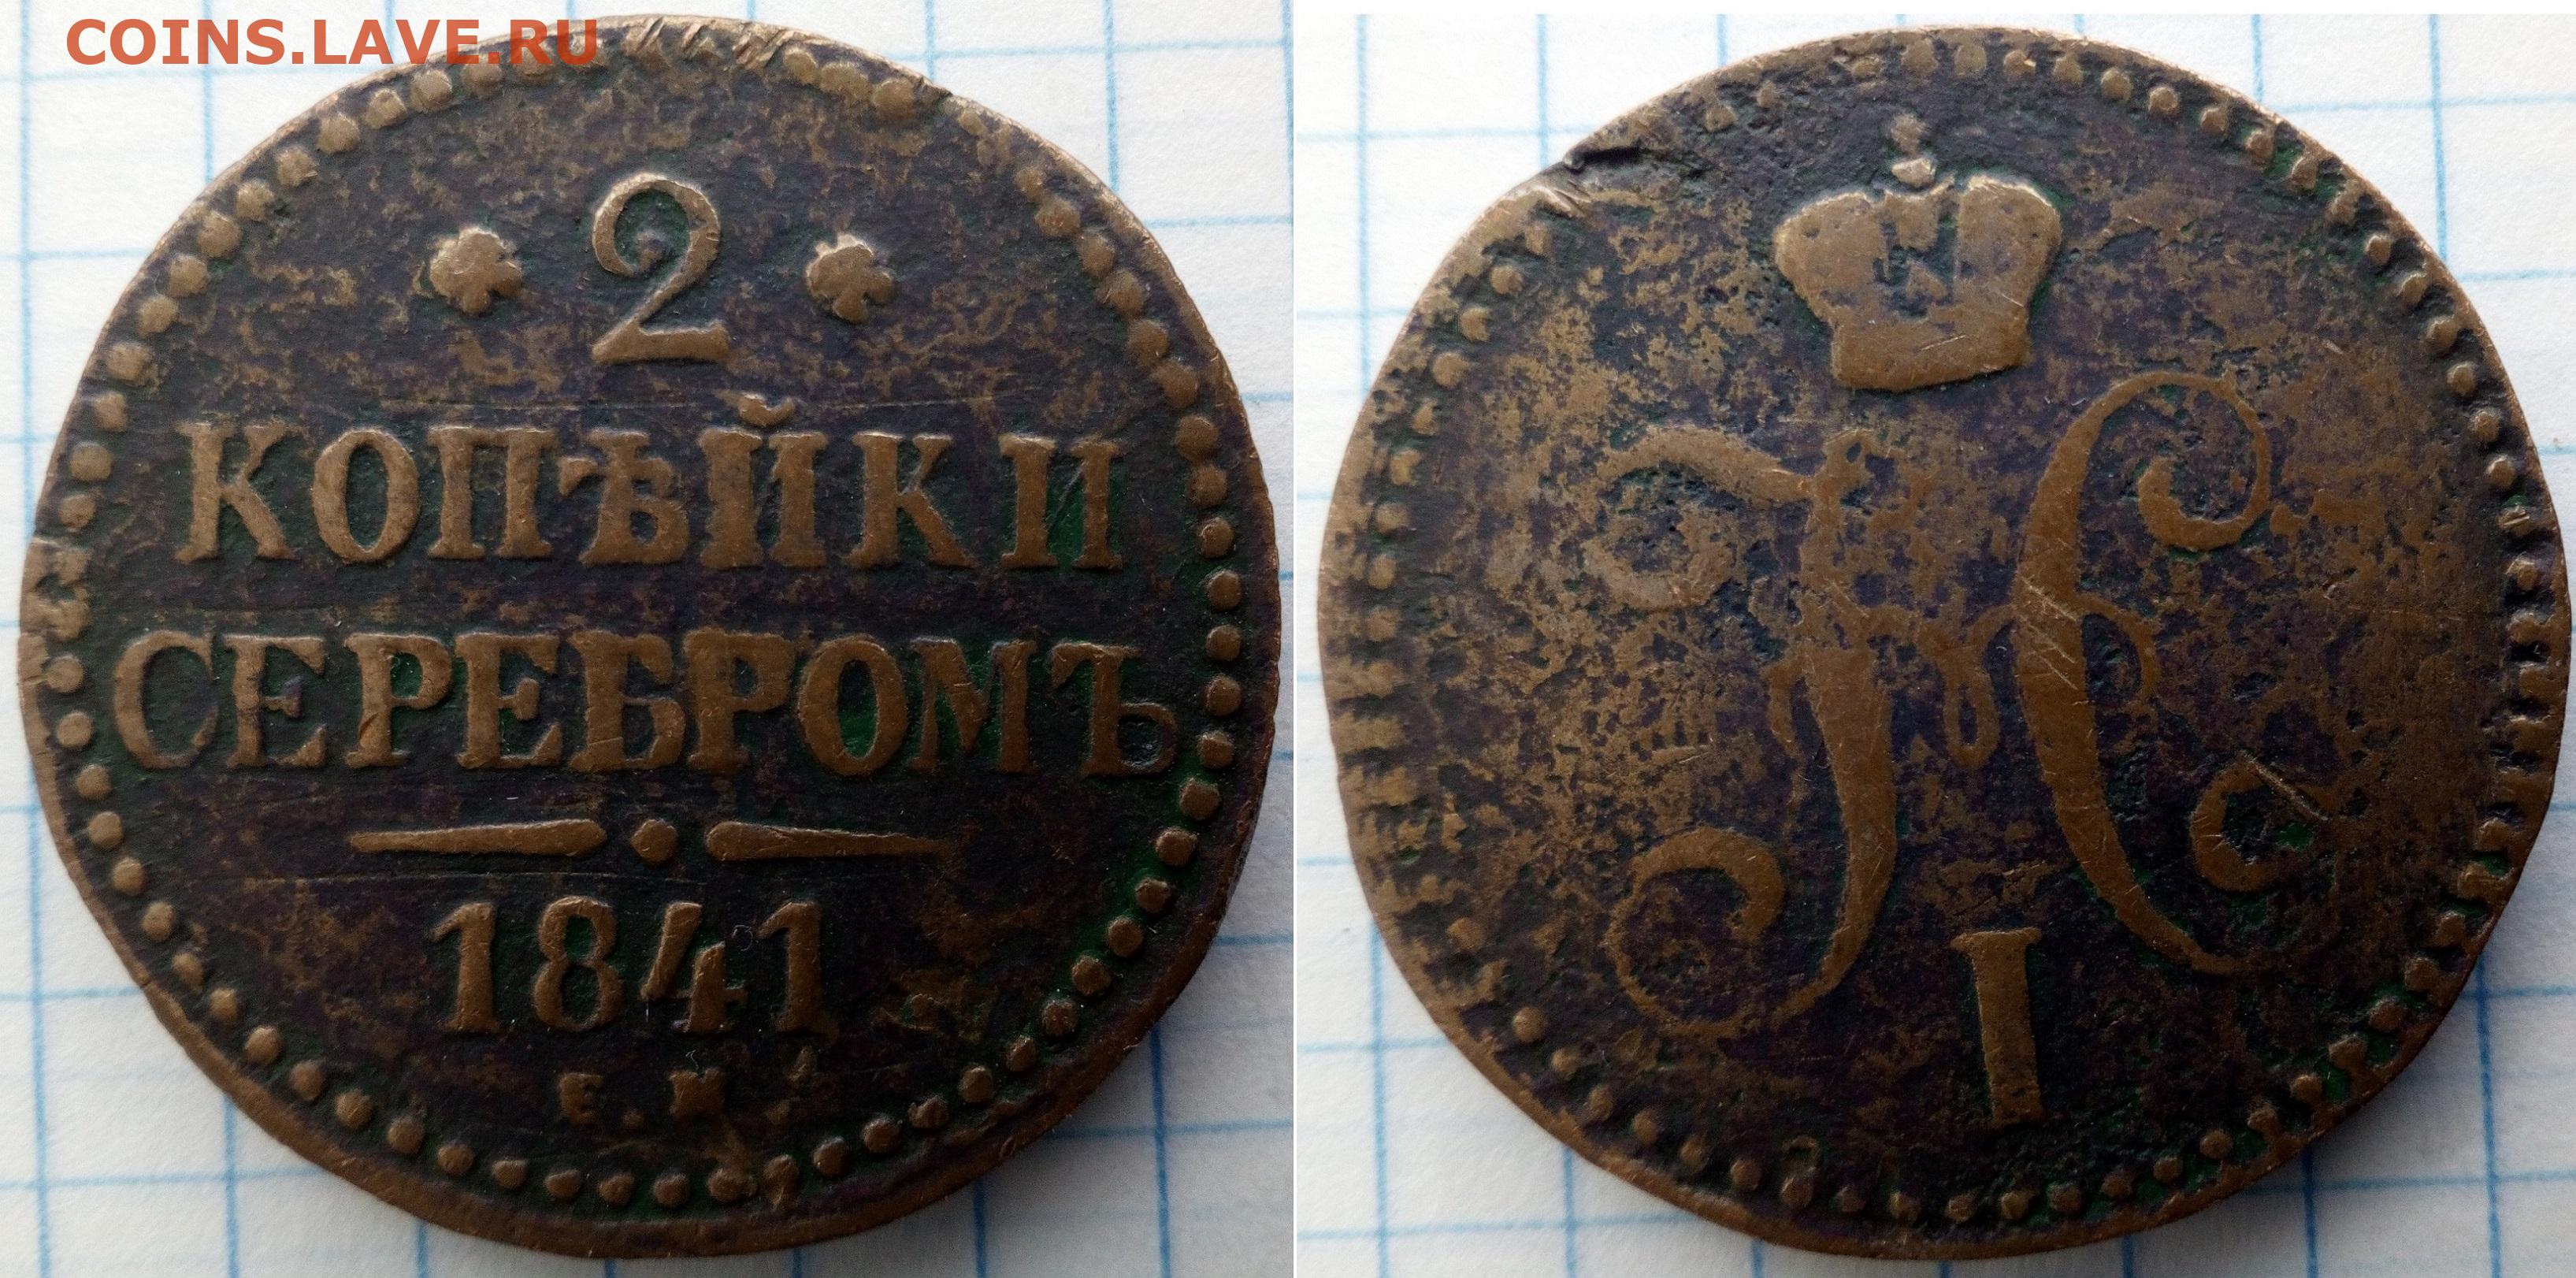 COINS.LAVE.RU
2
КОПѢЙКИ
СЕРЕБРОМЪ
1841
Е. М.
Н I